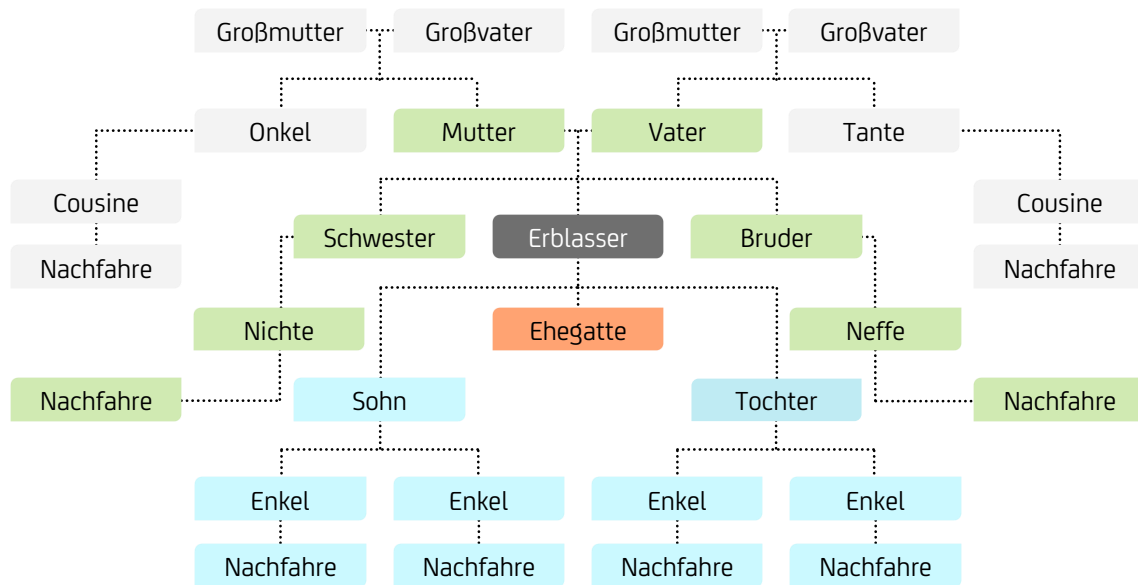 Großmutter Großvater Großmutter Großvater
Onkel Mutter Vater Tante
Cousine Cousine
Schwester Erblasser Bruder
Nachfahre Nachfahre
Nichte Ehegatte Neffe
Nachfahre Sohn Tochter Nachfahre
Enkel Enkel Enkel Enkel
Nachfahre Nachfahre Nachfahre Nachfahre